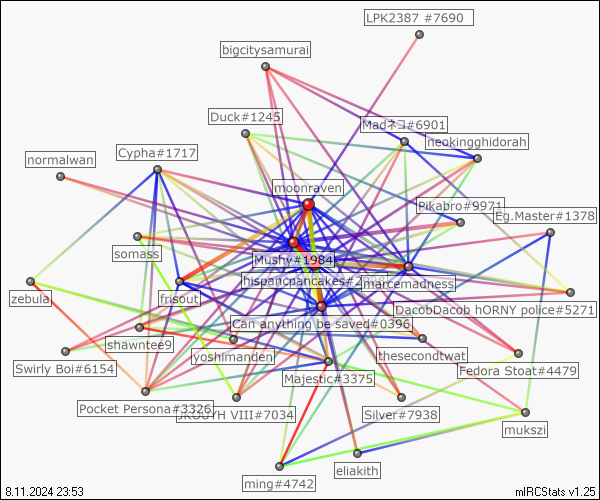 LPK2387 #7690
bigcitysamurai
Duck#1245
Madネコ#6901
neokingghidorah
normalwan
Cypha#1717
moonraven
Pikabro#9971
Eg.Master#1378
somass
Mushy#1984
marcemadness
zebula
frisout
DacobDacob hORNY police#5271
Can anything be saved#0396
shawntee9
yoshimanden
thesecondtwat
Swirly Boi#6154
Majestic#3375
Fedora Stoat#4479
Pocket Persona#3326
VIII#7034
Silver#7938
mukszi
ming#4742
eliakith
8.11.2024 23:53
mIRCStats v1.25